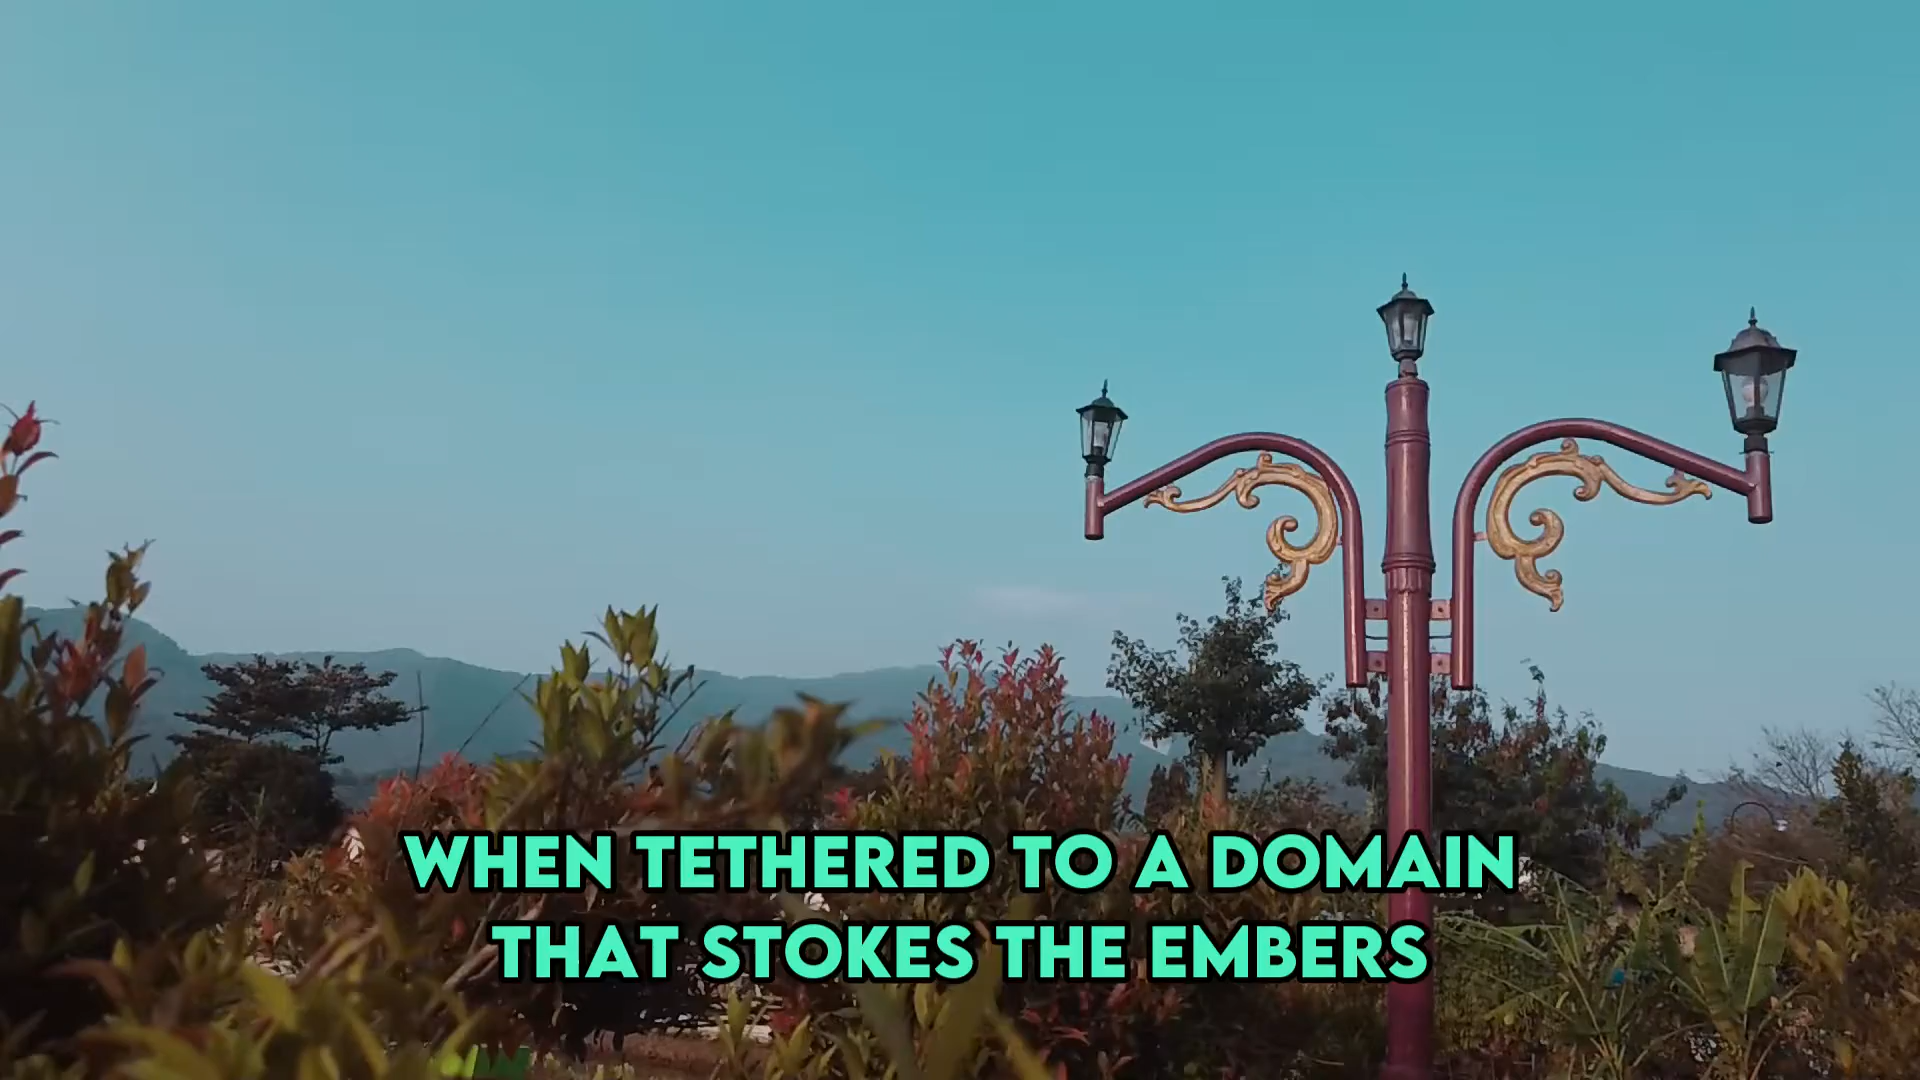 WHEN TETHERED TO A DOMAIN
THAT STOKES THE EMBERS